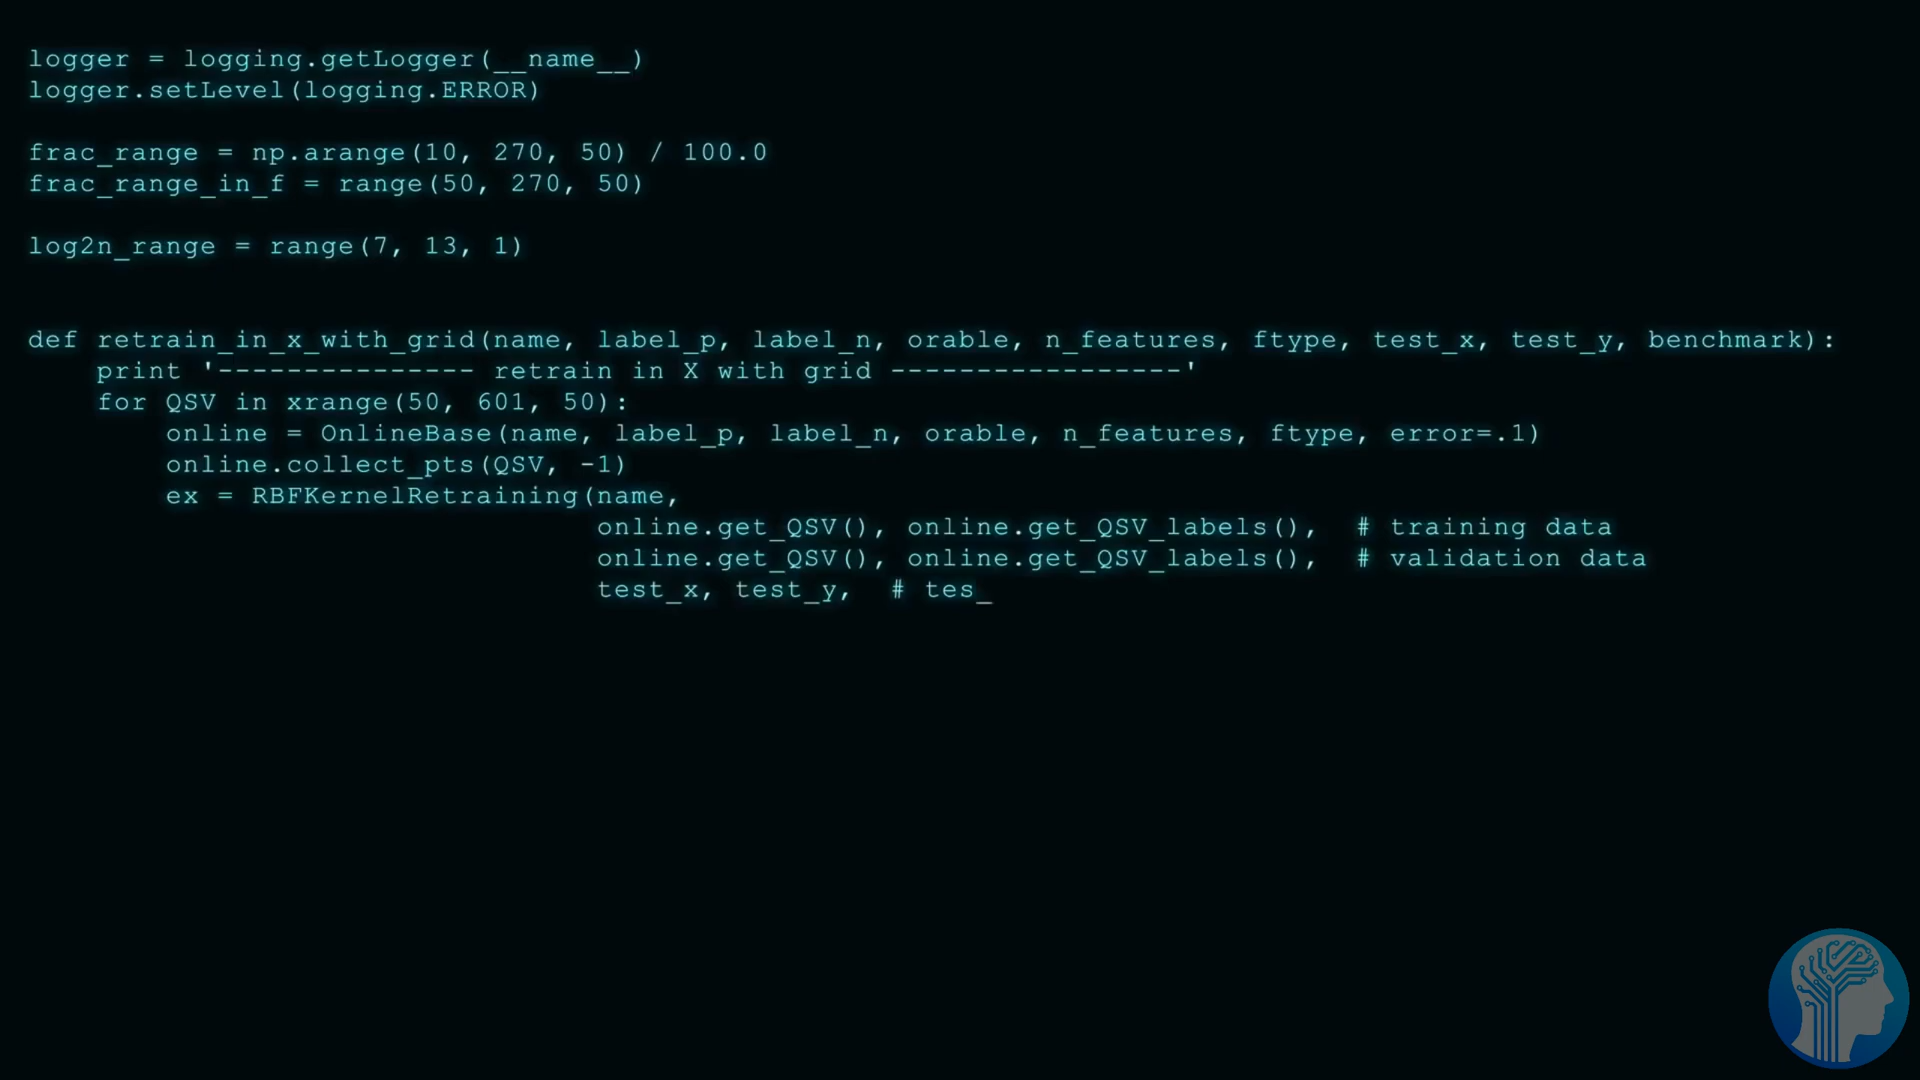 logger = logging.getLogger(__name__)
logger.setLevel(logging.ERROR)
frac_range = np.arange(10, 270, 50) / 100.0
frac_range_in_f = range(50, 270, 50)
log2n_range = range(7, 13, 1)
def retrain_in_x_with_grid(name, label_p, label_n, orable, n_features, ftype, test_x, test_y, benchmark):
    print '--------------- retrain in X with grid -----------------'
    for QSV in xrange(50, 601, 50):
        online = OnlineBase(name, label_p, label_n, orable, n_features, ftype, error=.1)
        online.collect_pts(QSV, -1)
        ex = RBFKernelRetraining(name,
                                 online.get_QSV(), online.get_QSV_labels(),  # training data
                                 online.get_QSV(), online.get_QSV_labels(),  # validation data
                                 test_x, test_y,  # tes_